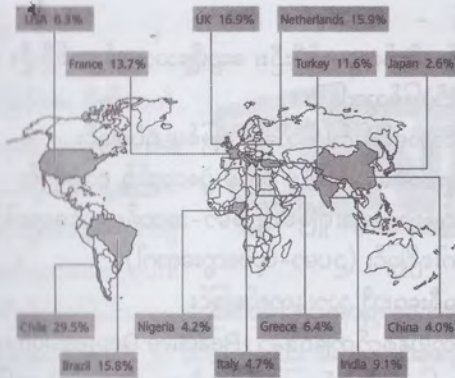 USA 6.3%
UK 16.9%
Netherlands 15.9%
France 13.7%
Turkey 11.6%
Japan 2.6%
Chile 29.5%
Nigeria 4.2%
Greece 6.4%
China 4.0%
Brazil 15.8%
Italy 4.7%
India 9.1%